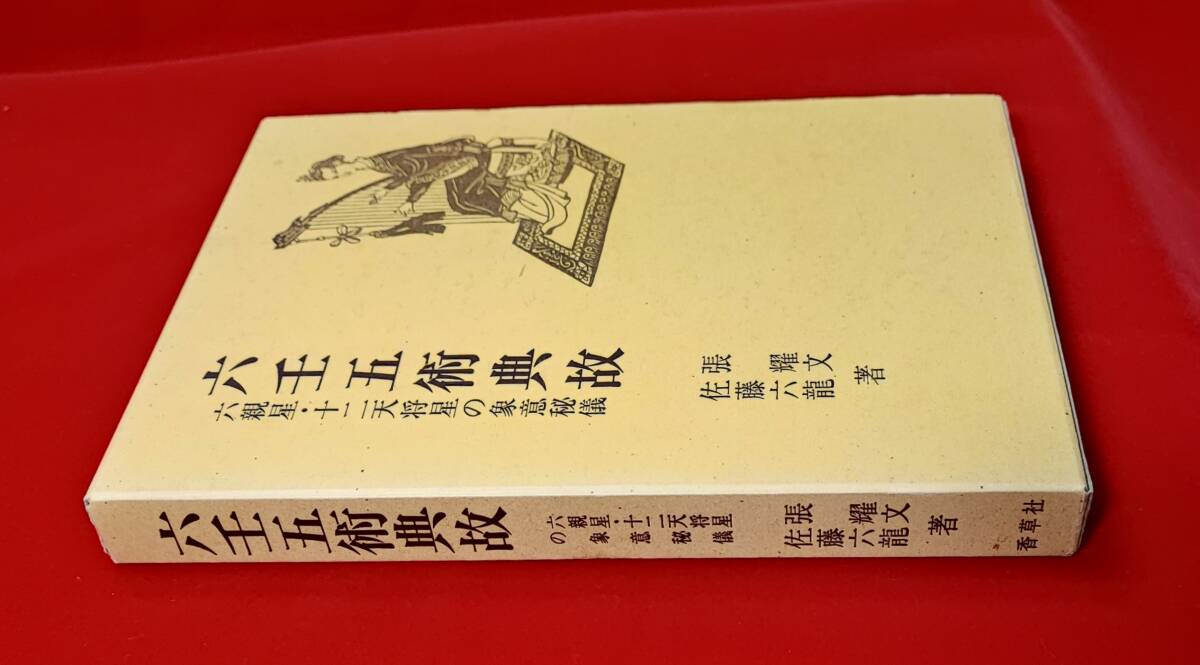 六壬五術典故
六親星・十二天将星の象意秘儀
張耀文
佐藤六龍
著
六壬五術典故
六親星・十二天将星
の象意秘儀
張耀文
佐藤六龍
著
香草社